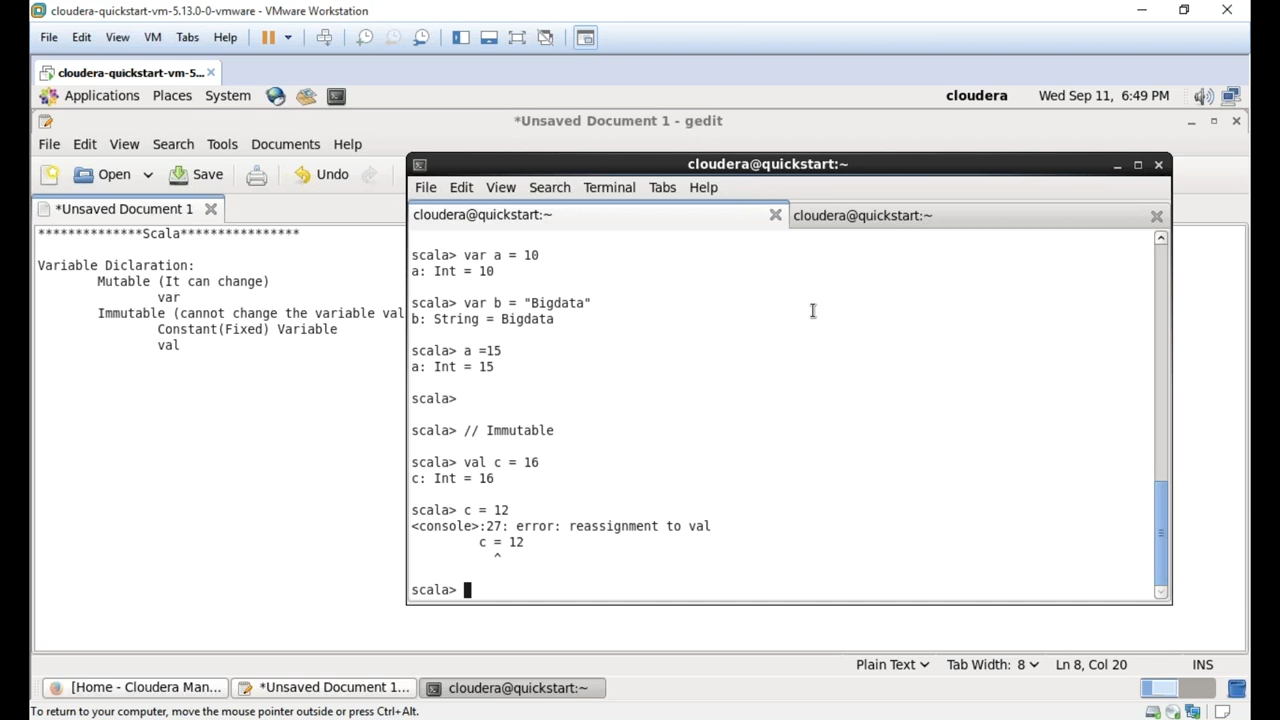 cloudera-quickstart-vm-5.13.0-0-vmware - VMware Workstation
File Edit View VM Tabs Help
cloudera-quickstart-vm-5...
Applications Places System cloudera Wed Sep 11, 6:49 PM
*Unsaved Document 1 - gedit
File Edit View Search Tools Documents Help
Open Save Undo
*Unsaved Document 1
**************Scala****************
Variable Diclaration:
Mutable (It can change)
var
Immutable (cannot change the variable val
Constant(Fixed) Variable
val
cloudera@quickstart:~
File Edit View Search Terminal Tabs Help
cloudera@quickstart:~ cloudera@quickstart:~
scala> var a = 10
a: Int = 10
scala> var b = "Bigdata"
b: String = Bigdata
scala> a =15
a: Int = 15
scala>
scala> // Immutable
scala> val c = 16
c: Int = 16
scala> c = 12
<console>:27: error: reassignment to val
c = 12
^
scala>
Plain Text Tab Width: 8 Ln 8, Col 20 INS
[Home - Cloudera Man... *Unsaved Document 1... cloudera@quickstart:~
To return to your computer, move the mouse pointer outside or press Ctrl+Alt.